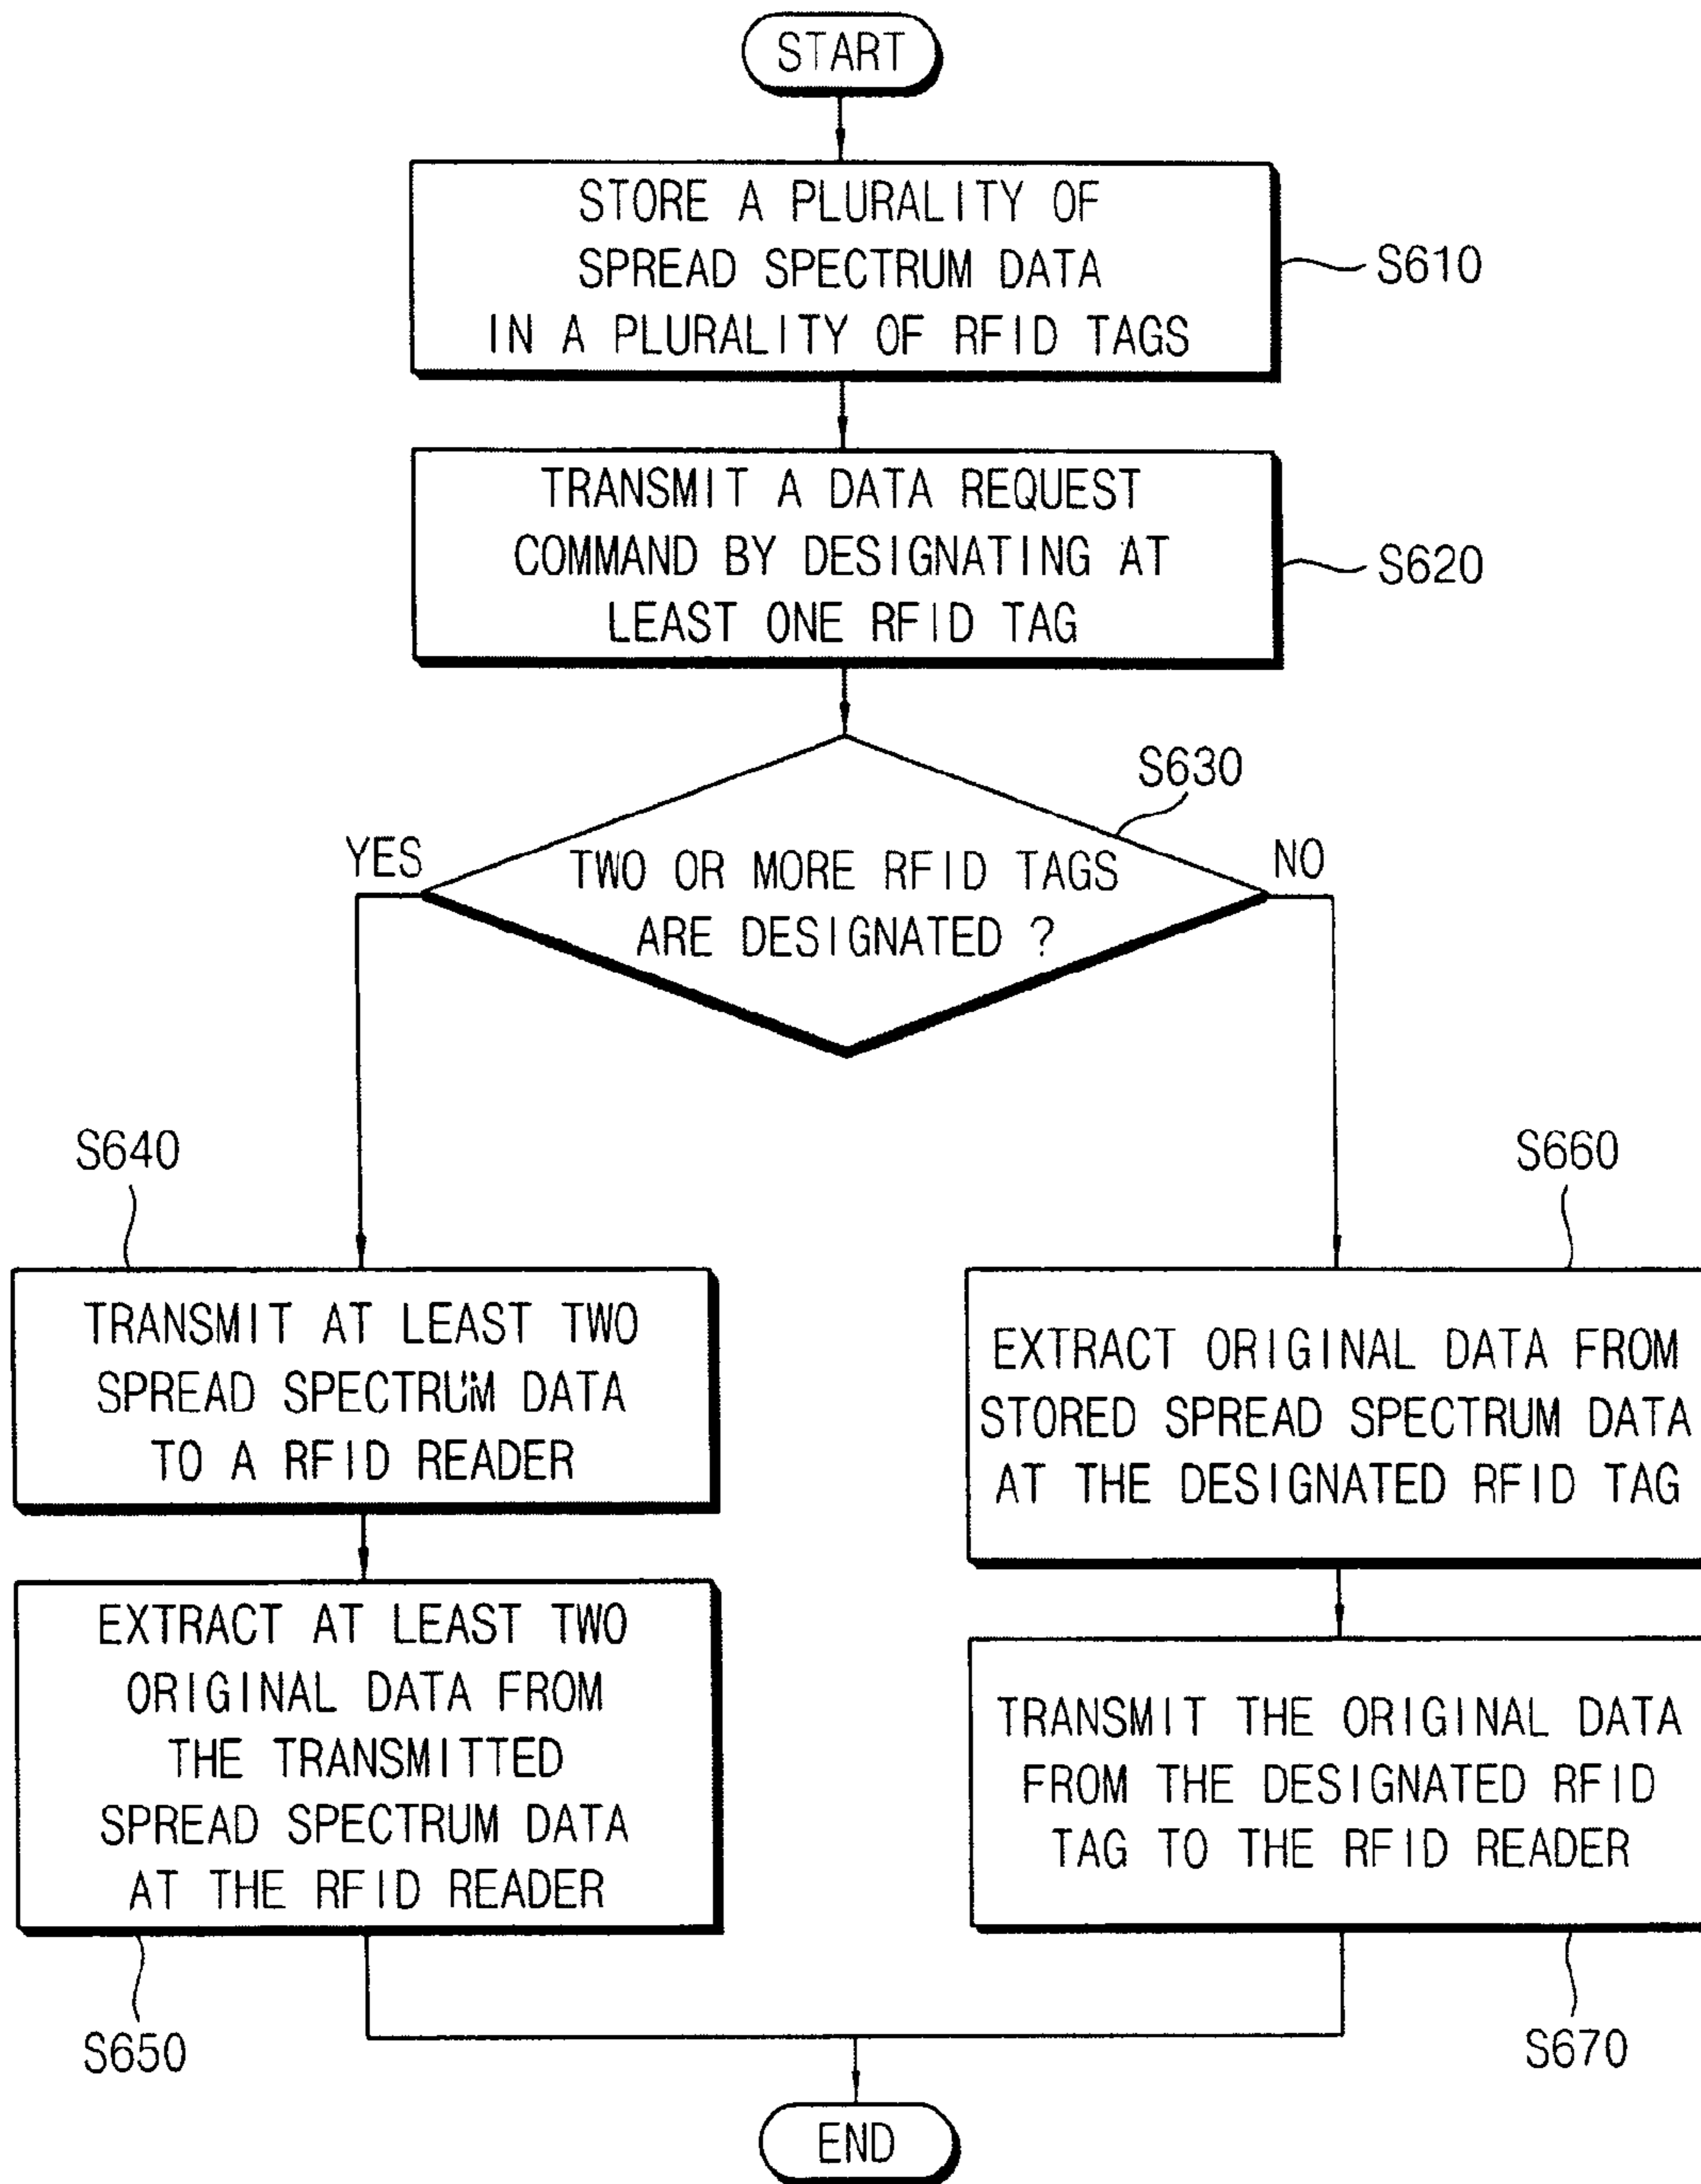 START
STORE A PLURALITY OF
SPREAD SPECTRUM DATA
IN A PLURALITY OF RFID TAGS
S610
TRANSMIT A DATA REQUEST
COMMAND BY DESIGNATING AT
LEAST ONE RFID TAG
S620
S630
YES
TWO OR MORE RFID TAGS
ARE DESIGNATED ?
NO
S640
TRANSMIT AT LEAST TWO
SPREAD SPECTRUM DATA
TO A RFID READER
EXTRACT AT LEAST TWO
ORIGINAL DATA FROM
THE TRANSMITTED
SPREAD SPECTRUM DATA
AT THE RFID READER
S650
S660
EXTRACT ORIGINAL DATA FROM
STORED SPREAD SPECTRUM DATA
AT THE DESIGNATED RFID TAG
TRANSMIT THE ORIGINAL DATA
FROM THE DESIGNATED RFID
TAG TO THE RFID READER
S670
END